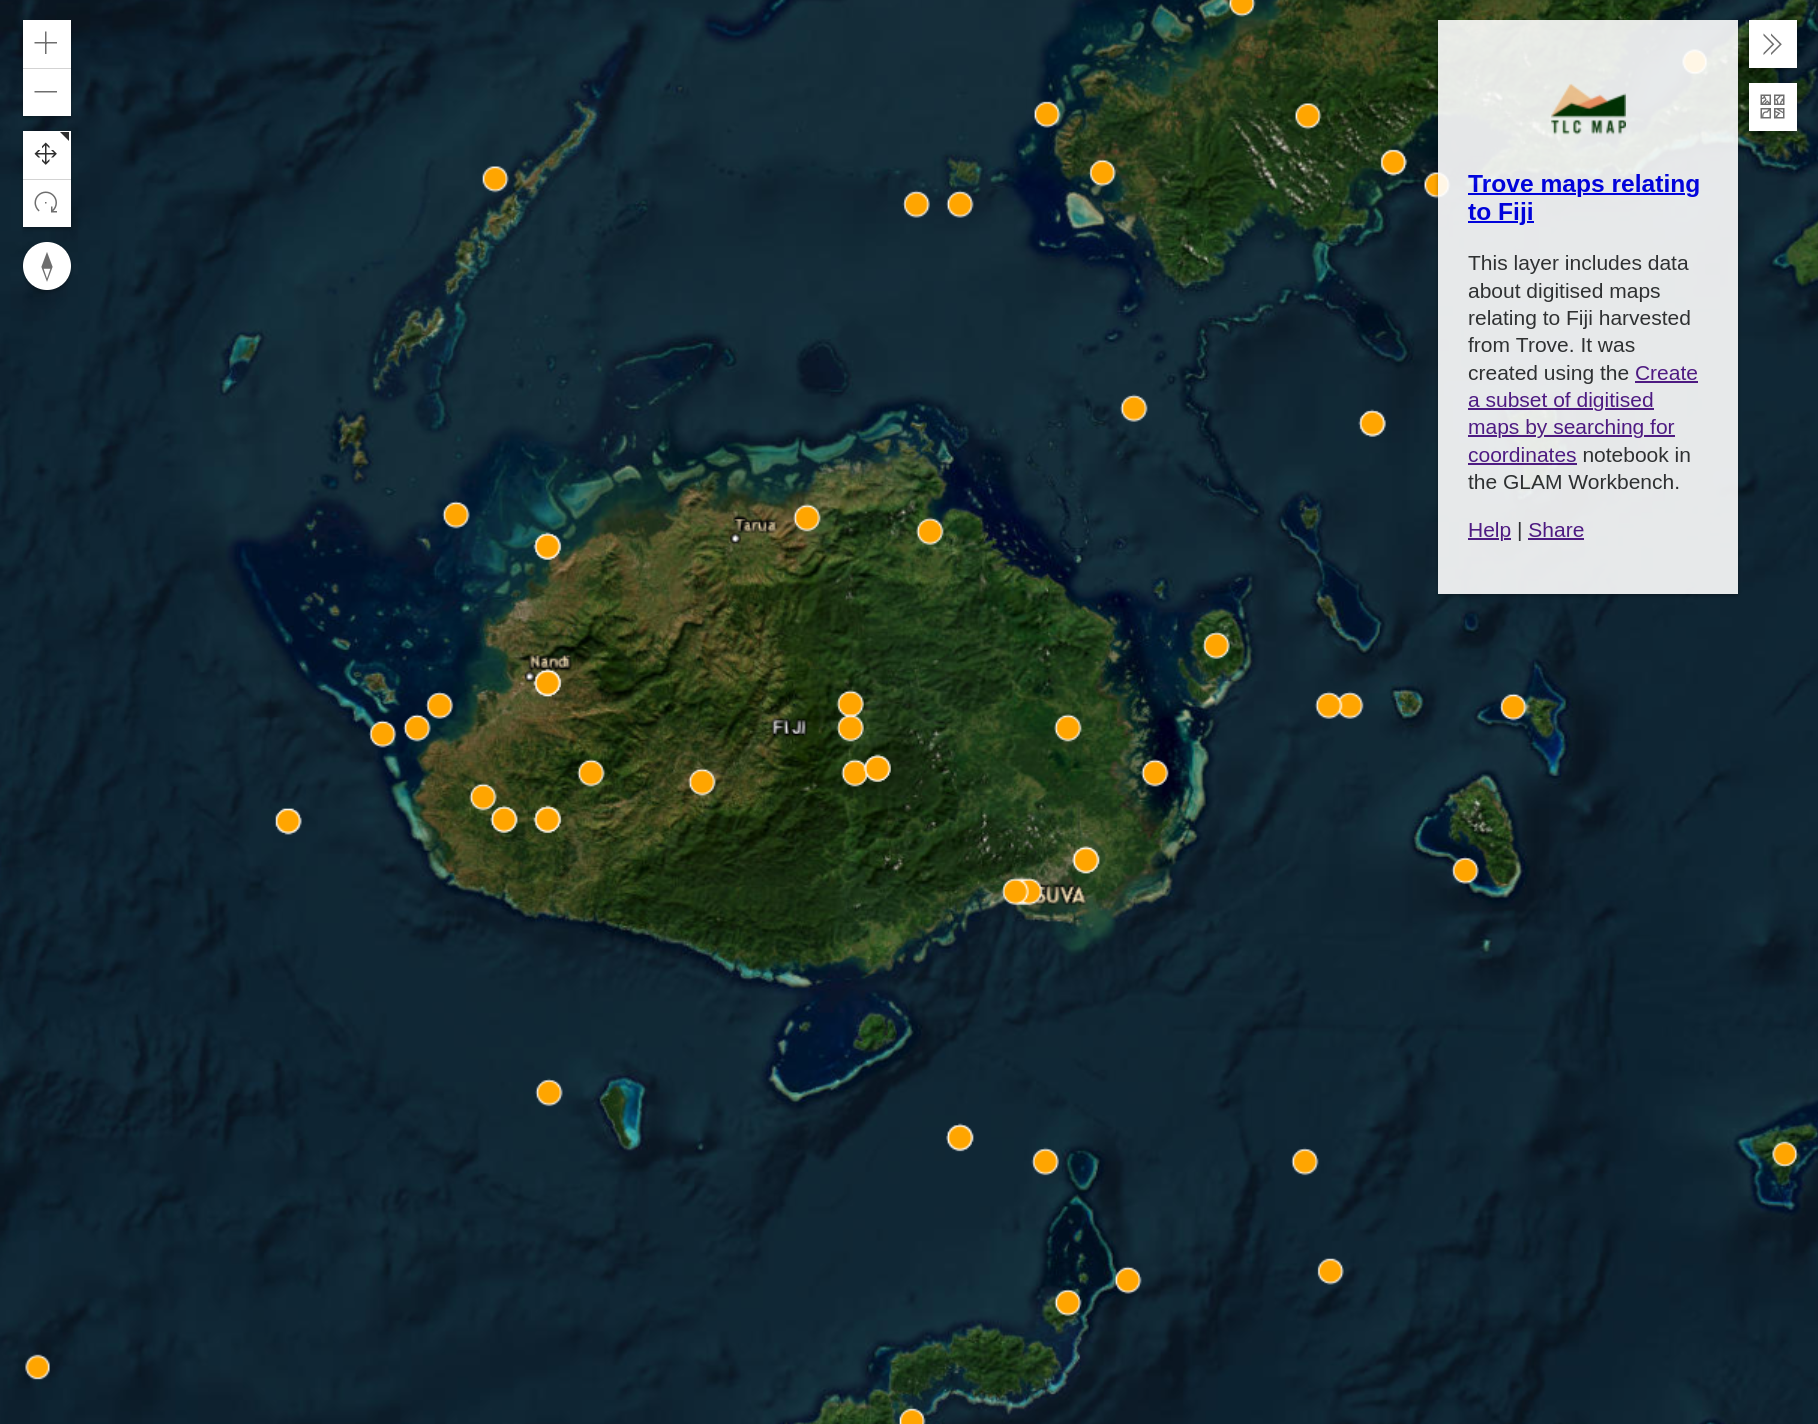 TLC MAP
Trove maps relating
to Fiji
This layer includes data
about digitised maps
relating to Fiji harvested
from Trove. It was
created using the Create
a subset of digitised
maps by searching for
coordinates notebook in
the GLAM Workbench.
Help | Share
Tarua
Nandi
FIJI
SUVA